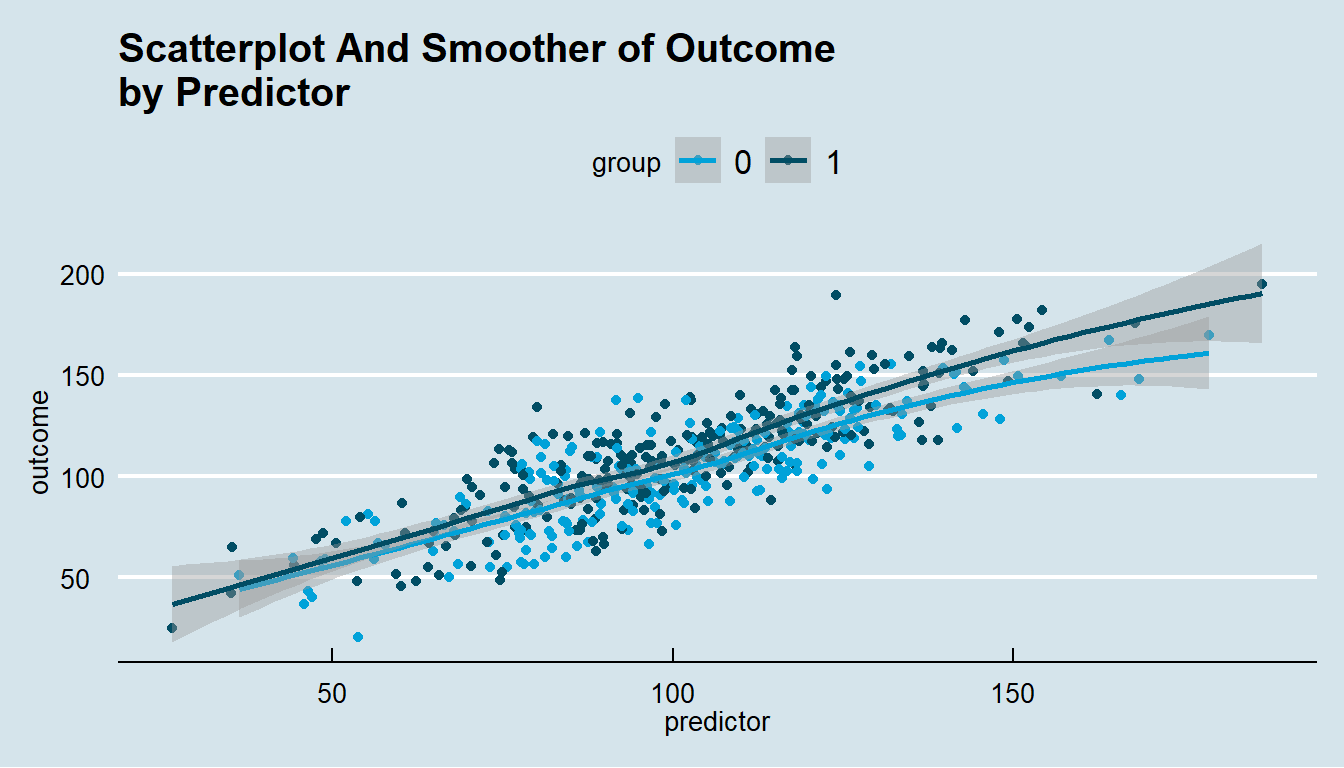 Scatterplot And Smoother of Outcome
by Predictor
group 0 1
200
150
100
50
outcome
50 100 150
predictor